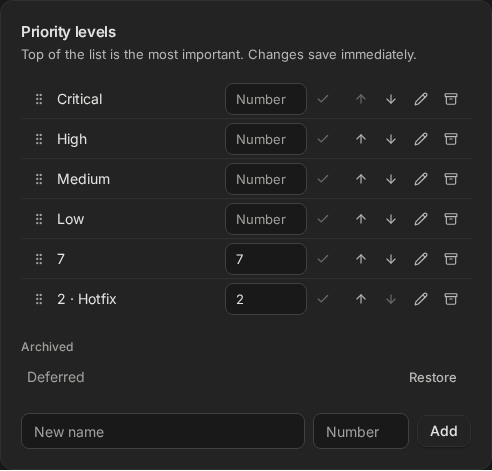 Priority levels
Top of the list is the most important. Changes save immediately.
Critical Number
High Number
Medium Number
Low Number
7 7
2 · Hotfix 2
Archived
Deferred Restore
New name Number Add